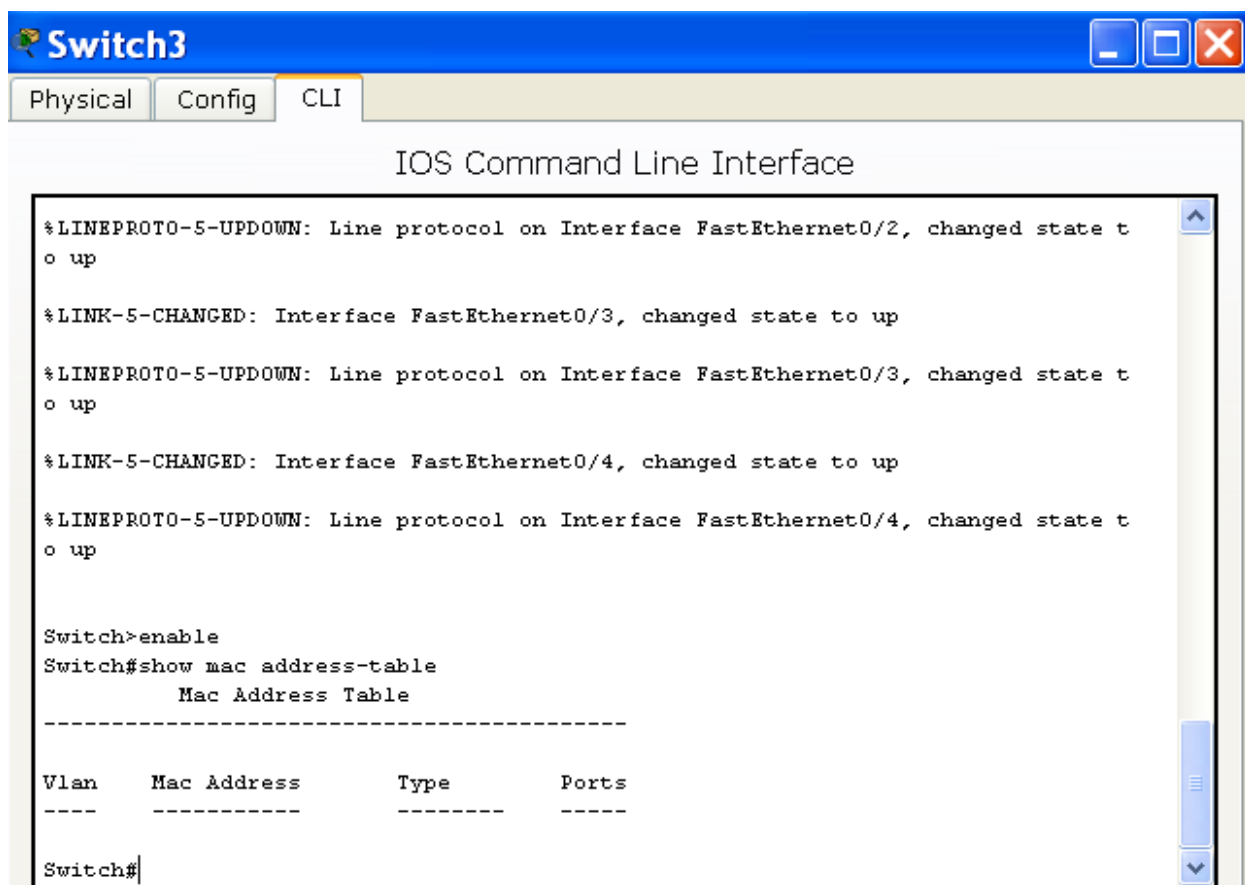 Switch3
Physical Config CLI
IOS Command Line Interface
%LINEPROTO-5-UPDOWN: Line protocol on Interface FastEthernet0/2, changed state t
o up
%LINK-5-CHANGED: Interface FastEthernet0/3, changed state to up
%LINEPROTO-5-UPDOWN: Line protocol on Interface FastEthernet0/3, changed state t
o up
%LINK-5-CHANGED: Interface FastEthernet0/4, changed state to up
%LINEPROTO-5-UPDOWN: Line protocol on Interface FastEthernet0/4, changed state t
o up
Switch>enable
Switch#show mac address-table
Mac Address Table
-------------------------------------------
Vlan    Mac Address       Type        Ports
----    -----------       --------    -----
Switch#